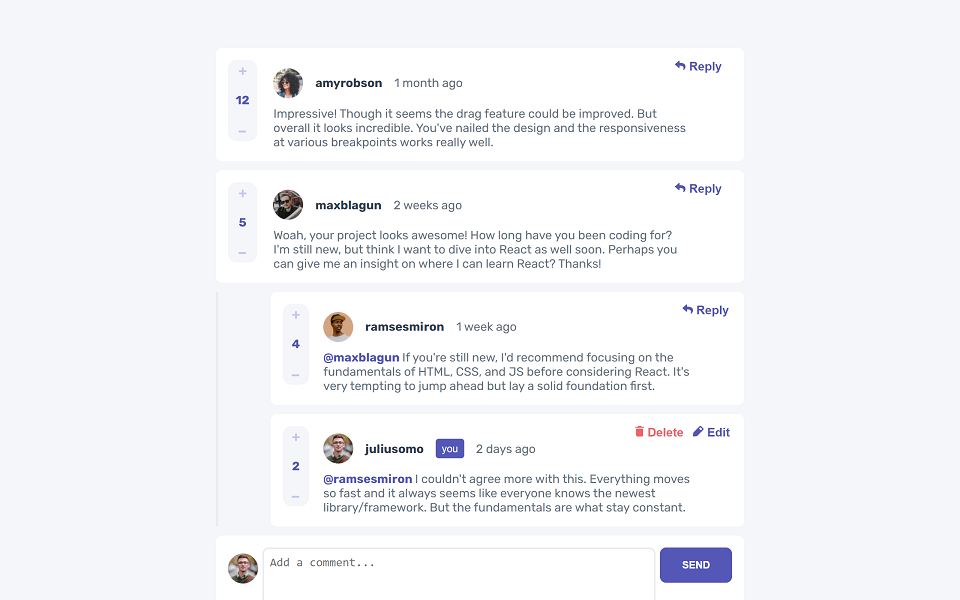 +
12
−
amyrobson 1 month ago
Reply
Impressive! Though it seems the drag feature could be improved. But
overall it looks incredible. You've nailed the design and the responsiveness
at various breakpoints works really well.
+
5
−
maxblagun 2 weeks ago
Reply
Woah, your project looks awesome! How long have you been coding for?
I'm still new, but think I want to dive into React as well soon. Perhaps you
can give me an insight on where I can learn React? Thanks!
+
4
−
ramsesmiron 1 week ago
Reply
@maxblagun If you're still new, I'd recommend focusing on the
fundamentals of HTML, CSS, and JS before considering React. It's
very tempting to jump ahead but lay a solid foundation first.
+
2
−
juliusomo you 2 days ago
Delete Edit
@ramsesmiron I couldn't agree more with this. Everything moves
so fast and it always seems like everyone knows the newest
library/framework. But the fundamentals are what stay constant.
Add a comment...
SEND